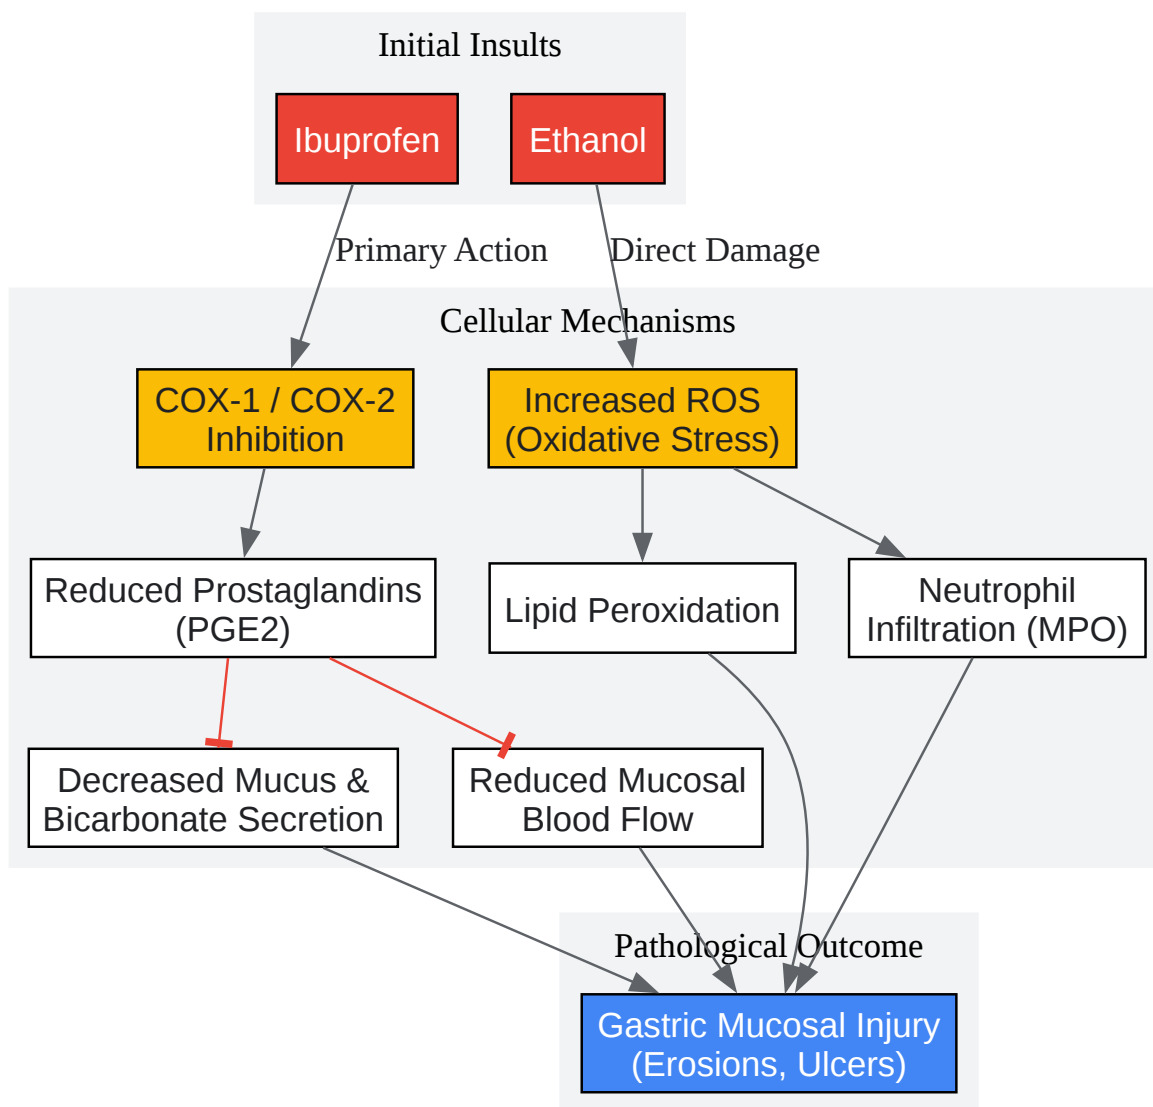 Initial Insults
Ibuprofen
Ethanol
Primary Action
Direct Damage
Cellular Mechanisms
COX-1 / COX-2
Inhibition
Increased ROS
(Oxidative Stress)
Reduced Prostaglandins
(PGE2)
Lipid Peroxidation
Neutrophil
Infiltration (MPO)
Decreased Mucus &
Bicarbonate Secretion
Reduced Mucosal
Blood Flow
Pathological Outcome
Gastric Mucosal Injury
(Erosions, Ulcers)